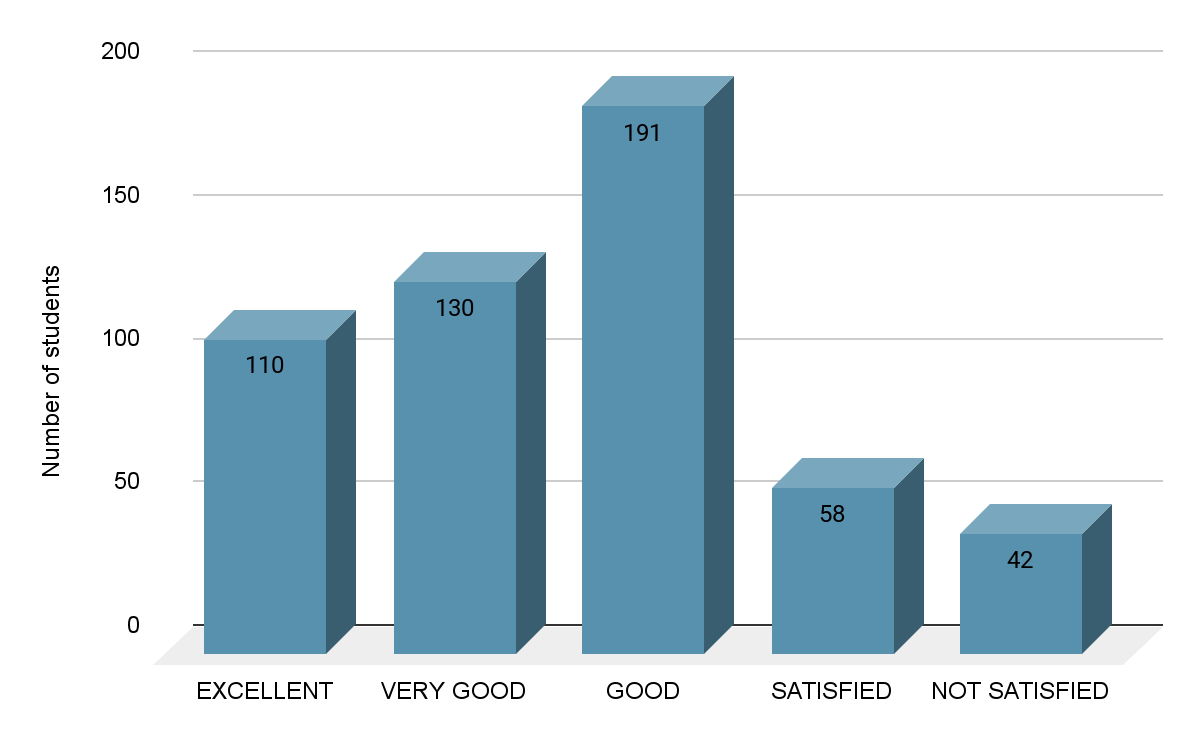 200
150
100
50
0
Number of students
110
130
191
58
42
EXCELLENT
VERY GOOD
GOOD
SATISFIED
NOT SATISFIED